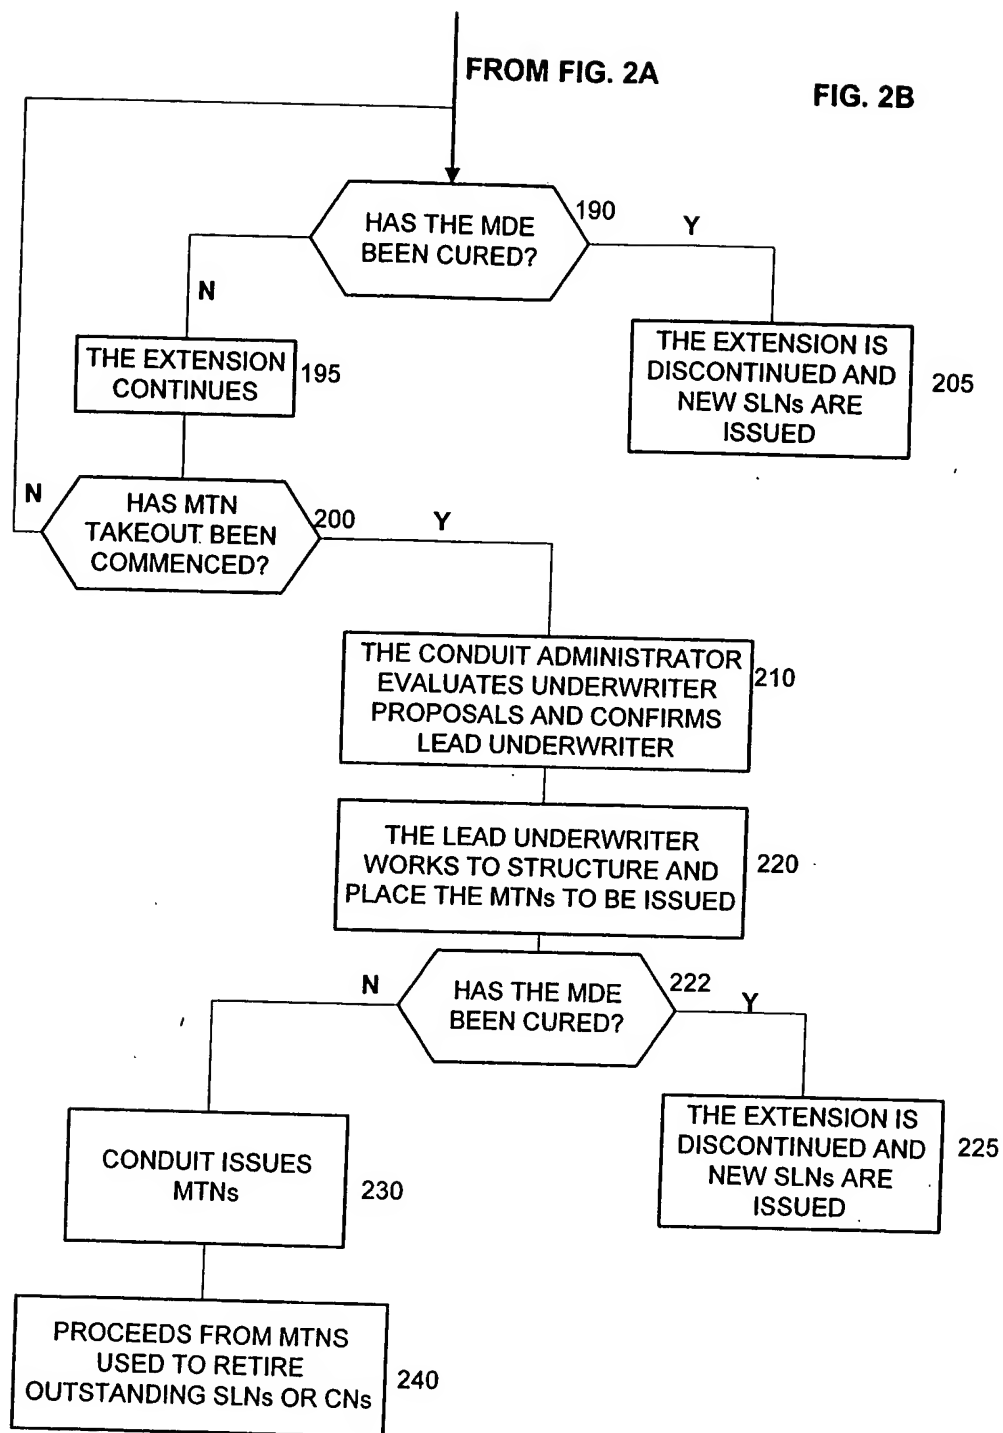 FROM FIG. 2A
FIG. 2B
HAS THE MDE
BEEN CURED?
190
Y
N
THE EXTENSION
CONTINUES
195
THE EXTENSION IS
DISCONTINUED AND
NEW SLNs ARE
ISSUED
205
N
HAS MTN
TAKEOUT BEEN
COMMENCED?
200
Y
THE CONDUIT ADMINISTRATOR
EVALUATES UNDERWRITER
PROPOSALS AND CONFIRMS
LEAD UNDERWRITER
210
THE LEAD UNDERWRITER
WORKS TO STRUCTURE AND
PLACE THE MTNs TO BE ISSUED
220
N
HAS THE MDE
BEEN CURED?
222
Y
CONDUIT ISSUES
MTNs
230
THE EXTENSION IS
DISCONTINUED AND
NEW SLNs ARE
ISSUED
225
PROCEEDS FROM MTNS
USED TO RETIRE
OUTSTANDING SLNs OR CNs
240